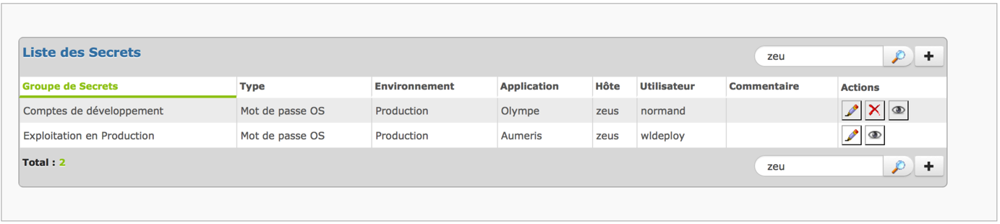 Liste des Secrets
zeu
Groupe de Secrets Type Environnement Application Hôte Utilisateur Commentaire Actions
Comptes de développement Mot de passe OS Production Olympe zeus normand
Exploitation en Production Mot de passe OS Production Aumeris zeus wldeploy
Total : 2
zeu